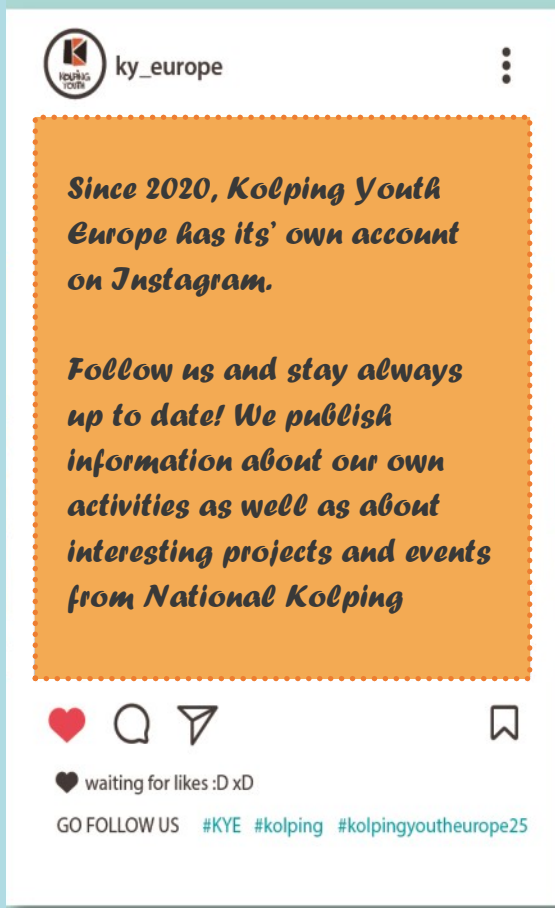 KOLPING
YOUTH
ky_europe
Since 2020, Kolping Youth
Europe has its’ own account
on Instagram.
Follow us and stay always
up to date! We publish
information about our own
activities as well as about
interesting projects and events
from National Kolping
waiting for likes :D xD
GO FOLLOW US #KYE #kolping #kolpingyoutheurope25